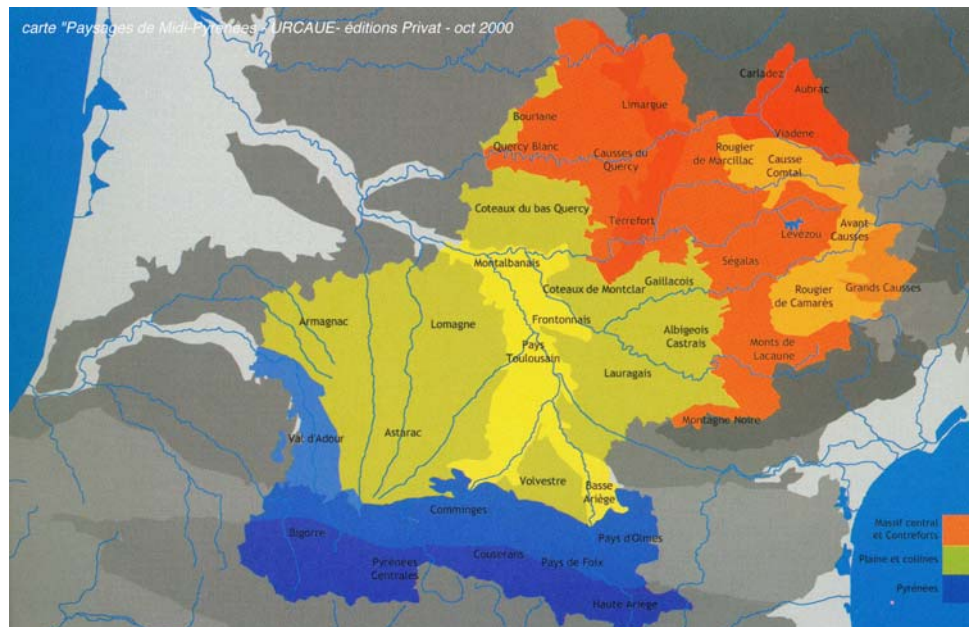 carte "Paysages de Midi-Pyrénées / URCAUE- éditions Privat - oct 2000
Carladez
Aubrac
Limargue
Bouriane
Viadene
Quercy Blanc
Causses du
Quercy
Rougier
de Marcillac
Causse
Comtal
Coteaux du bas Quercy
Terrefort
Lévézou
Avant
Causses
Montalbanais
Ségalas
Gaillacois
Coteaux de Montclar
Rougier
de Camarès
Grands Causses
Armagnac
Lomagne
Frontonnais
Albigeois
Castrais
Pays
Toulousain
Monts de
Lacaune
Lauragais
Montagne Noire
Val d'Adour
Astarac
Volvestre
Basse
Ariège
Comminges
Massif central
et Contreforts
Bigorre
Pays d'Olmes
Couserans
Plaine et collines
Pyrénées
Centrales
Pays de Foix
Pyrénées
Haute Ariège